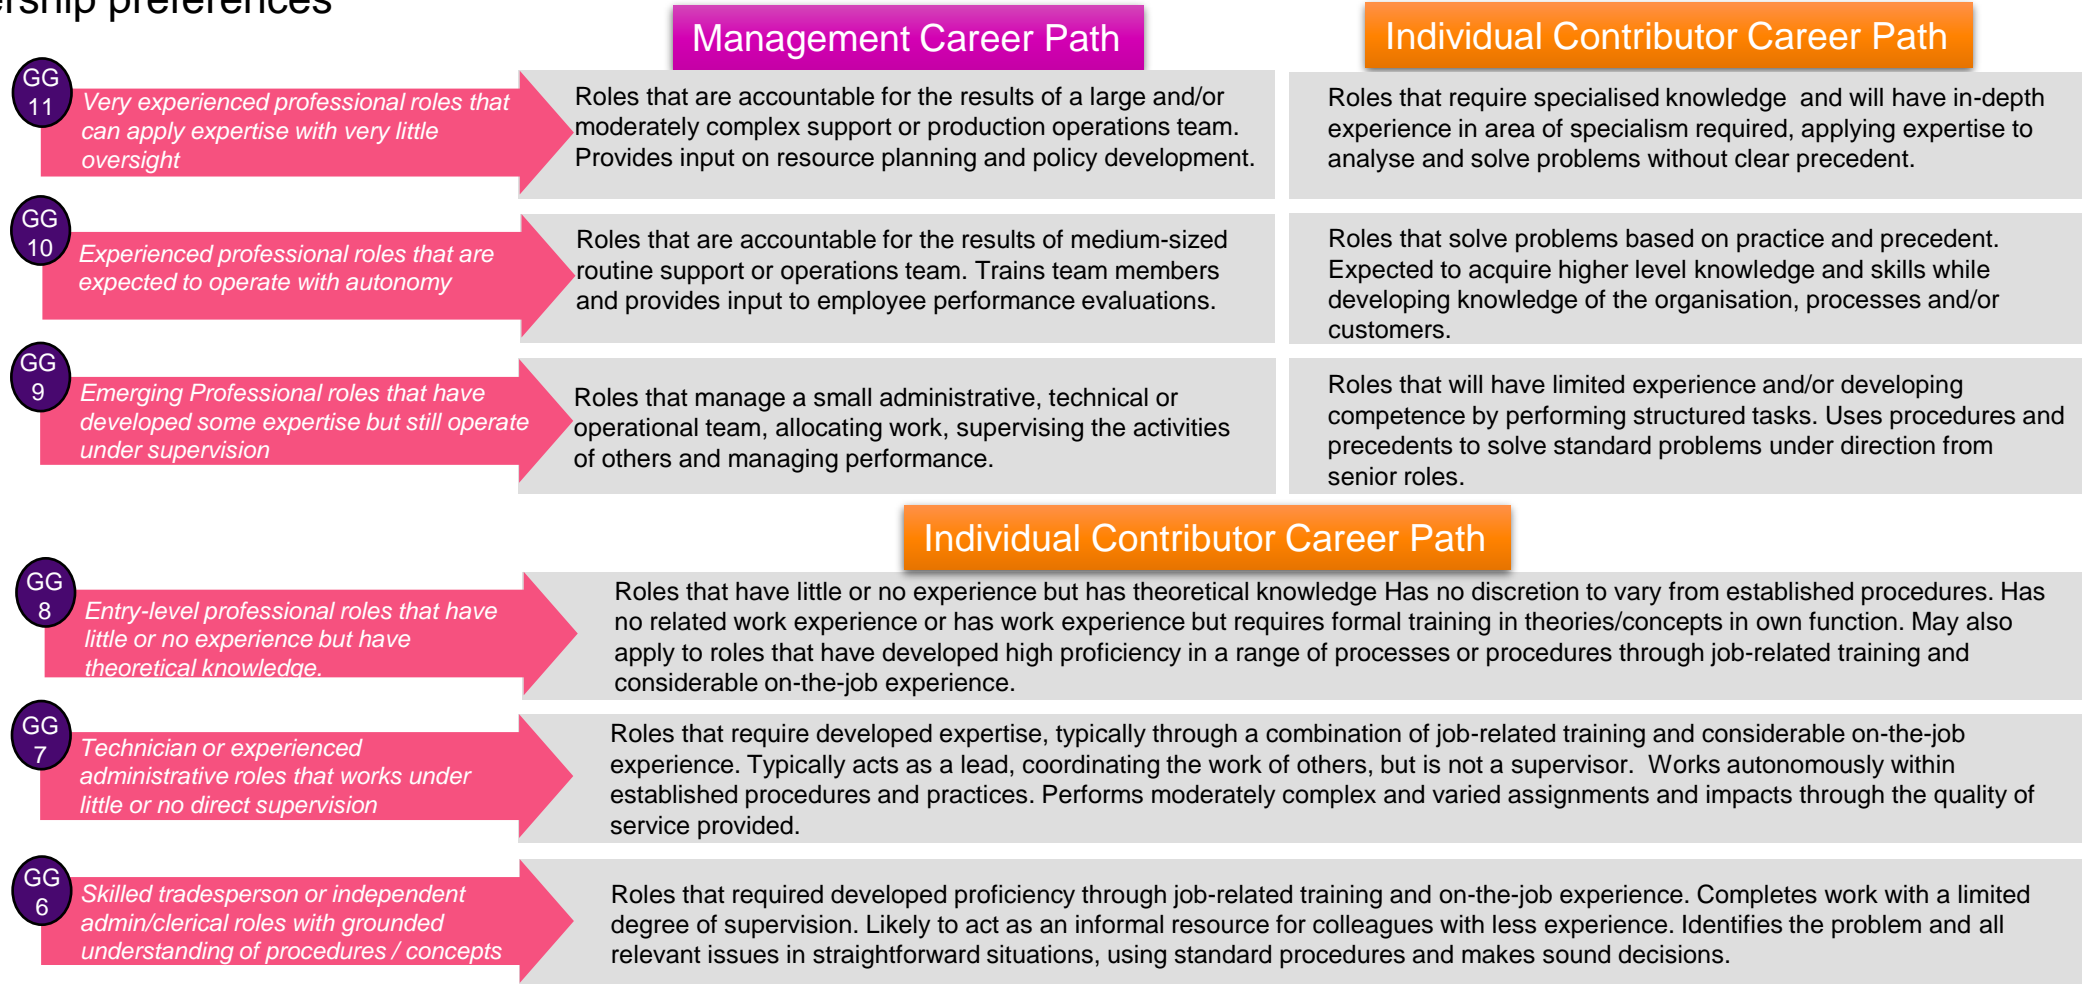 ership preferences
Management Career Path
Individual Contributor Career Path
GG
11
Very experienced professional roles that
can apply expertise with very little
oversight
Roles that are accountable for the results of a large and/or
moderately complex support or production operations team.
Provides input on resource planning and policy development.
Roles that require specialised knowledge  and will have in-depth
experience in area of specialism required, applying expertise to
analyse and solve problems without clear precedent.
GG
10
Experienced professional roles that are
expected to operate with autonomy
Roles that are accountable for the results of medium-sized
routine support or operations team. Trains team members
and provides input to employee performance evaluations.
Roles that solve problems based on practice and precedent.
Expected to acquire higher level knowledge and skills while
developing knowledge of the organisation, processes and/or
customers.
GG
9
Emerging Professional roles that have
developed some expertise but still operate
under supervision
Roles that manage a small administrative, technical or
operational team, allocating work, supervising the activities
of others and managing performance.
Roles that will have limited experience and/or developing
competence by performing structured tasks. Uses procedures and
precedents to solve standard problems under direction from
senior roles.
Individual Contributor Career Path
GG
8
Entry-level professional roles that have
little or no experience but have
theoretical knowledge.
Roles that have little or no experience but has theoretical knowledge Has no discretion to vary from established procedures. Has
no related work experience or has work experience but requires formal training in theories/concepts in own function. May also
apply to roles that have developed high proficiency in a range of processes or procedures through job-related training and
considerable on-the-job experience.
GG
7
Technician or experienced
administrative roles that works under
little or no direct supervision
Roles that require developed expertise, typically through a combination of job-related training and considerable on-the-job
experience. Typically acts as a lead, coordinating the work of others, but is not a supervisor.  Works autonomously within
established procedures and practices. Performs moderately complex and varied assignments and impacts through the quality of
service provided.
GG
6
Skilled tradesperson or independent
admin/clerical roles with grounded
understanding of procedures / concepts
Roles that required developed proficiency through job-related training and on-the-job experience. Completes work with a limited
degree of supervision. Likely to act as an informal resource for colleagues with less experience. Identifies the problem and all
relevant issues in straightforward situations, using standard procedures and makes sound decisions.